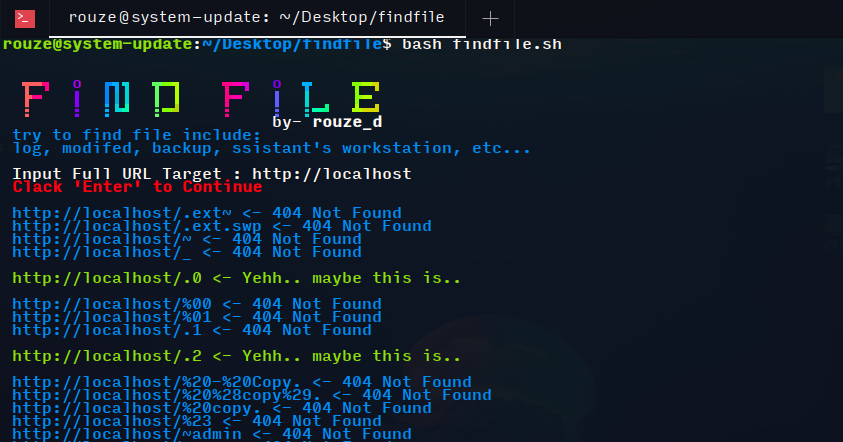 rouze@system-update: ~/Desktop/findfile
rouze@system-update:~/Desktop/findfile$ bash findfile.sh
FiND FiLE
by- rouze_d
try to find file include:
log, modifed, backup, ssistant's workstation, etc...
Input Full URL Target : http://localhost
Clack 'Enter' to Continue
http://localhost/.ext~ <- 404 Not Found
http://localhost/.ext.swp <- 404 Not Found
http://localhost/~ <- 404 Not Found
http://localhost/_ <- 404 Not Found
http://localhost/.0 <- Yehh.. maybe this is..
http://localhost/%00 <- 404 Not Found
http://localhost/%01 <- 404 Not Found
http://localhost/.1 <- 404 Not Found
http://localhost/.2 <- Yehh.. maybe this is..
http://localhost/%20-%20Copy. <- 404 Not Found
http://localhost/%20%28copy%29. <- 404 Not Found
http://localhost/%20copy. <- 404 Not Found
http://localhost/%23 <- 404 Not Found
http://localhost/~admin <- 404 Not Found